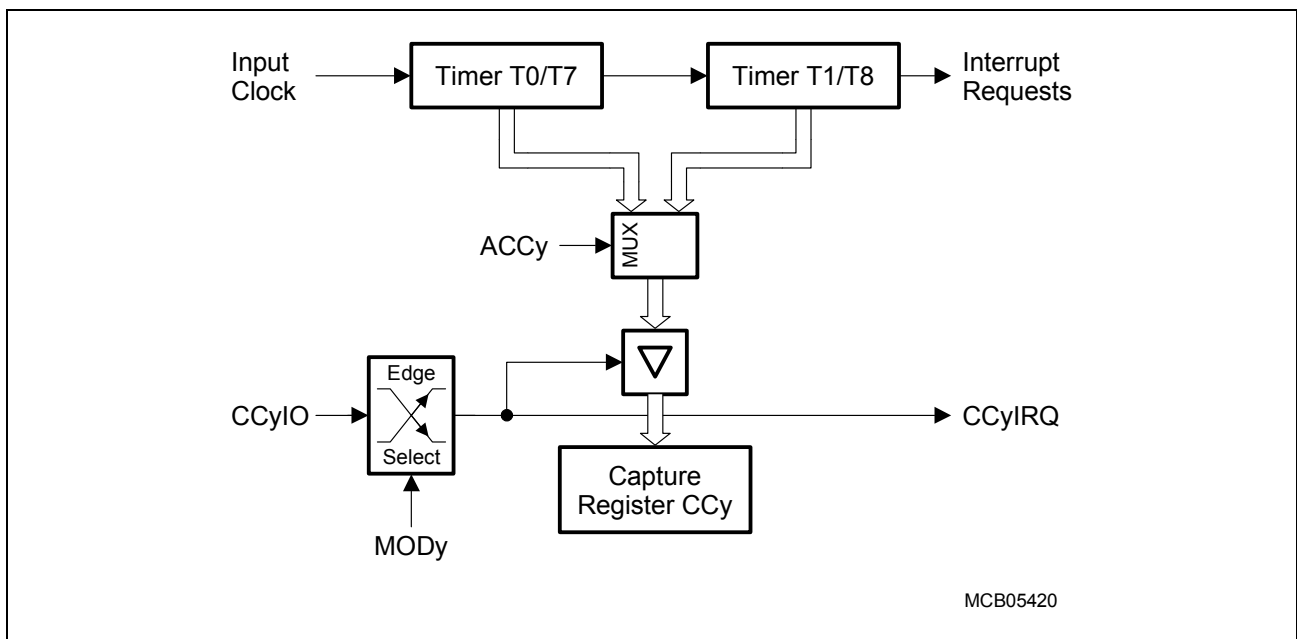 Input
Clock
Timer T0/T7
Timer T1/T8
Interrupt
Requests
ACCy
MUX
CCyIO
Edge
Select
CCyIRQ
Capture
Register CCy
MODy
MCB05420